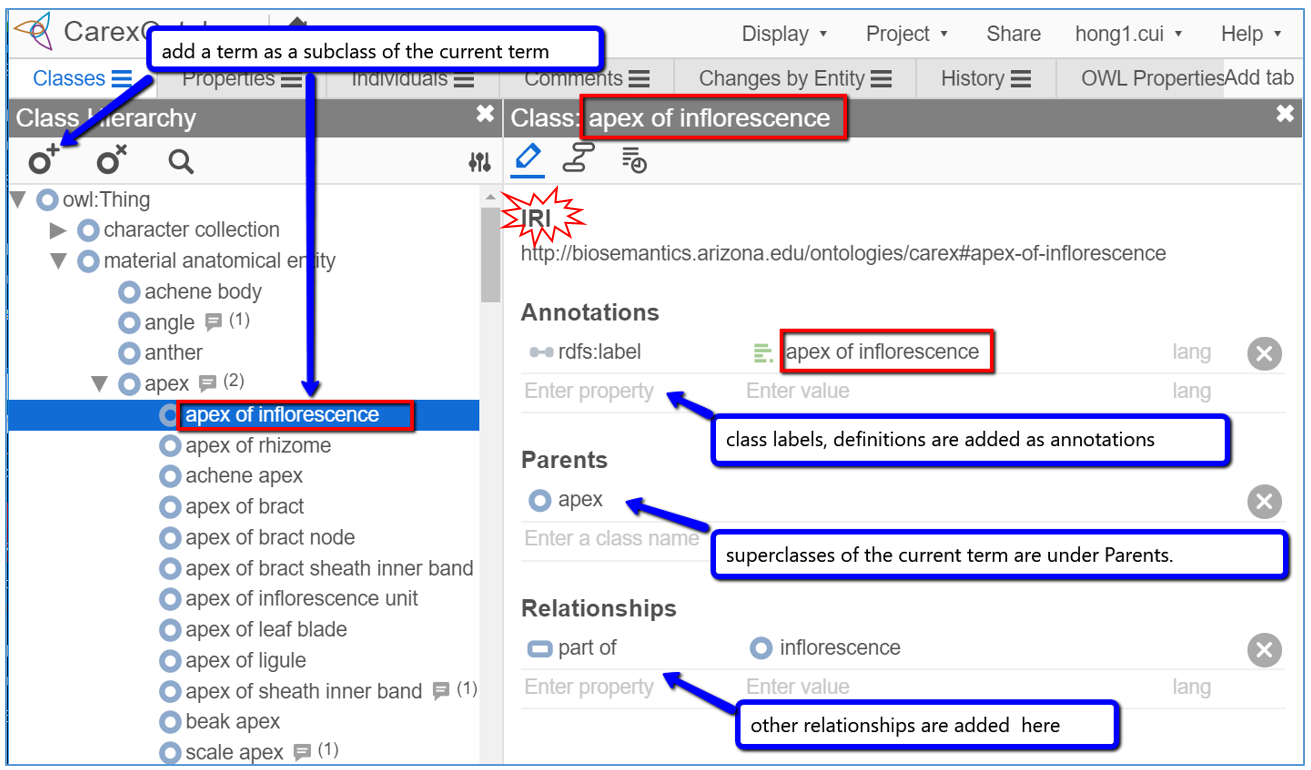 CarexO
Display ▾
Project ▾
Share
hong1.cui ▾
Help ▾
add a term as a subclass of the current term
Classes
Properties
Individuals
Comments
Changes by Entity
History
OWL Properties
Add tab
Class Hierarchy
Class: apex of inflorescence
owl:Thing
character collection
material anatomical entity
achene body
angle (1)
anther
apex (2)
apex of inflorescence
apex of rhizome
achene apex
apex of bract
apex of bract node
apex of bract sheath inner band
apex of inflorescence unit
apex of leaf blade
apex of ligule
apex of sheath inner band (1)
beak apex
scale apex (1)
IRI
http://biosemantics.arizona.edu/ontologies/carex#apex-of-inflorescence
Annotations
rdfs:label apex of inflorescence lang
Enter property Enter value lang
class labels, definitions are added as annotations
Parents
apex
Enter a class name
superclasses of the current term are under Parents.
Relationships
part of inflorescence
Enter property Enter value lang
other relationships are added here